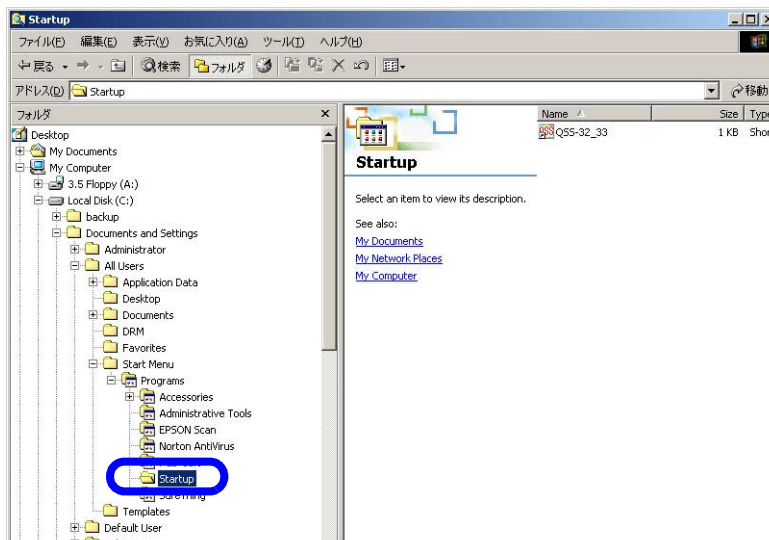 Startup
ファイル(F) 編集(E) 表示(V) お気に入り(A) ツール(T) ヘルプ(H)
戻る 検索 フォルダ
アドレス(D) Startup 移動
フォルダ
Desktop
My Documents
My Computer
3.5 Floppy (A:)
Local Disk (C:)
backup
Documents and Settings
Administrator
All Users
Application Data
Desktop
Documents
DRM
Favorites
Start Menu
Programs
Accessories
Administrative Tools
EPSON Scan
Norton AntiVirus
Startup
SureThing
Templates
Default User
Startup
Select an item to view its description.
See also:
My Documents
My Network Places
My Computer
Name Size Type
QSS-32_33 1 KB Shor